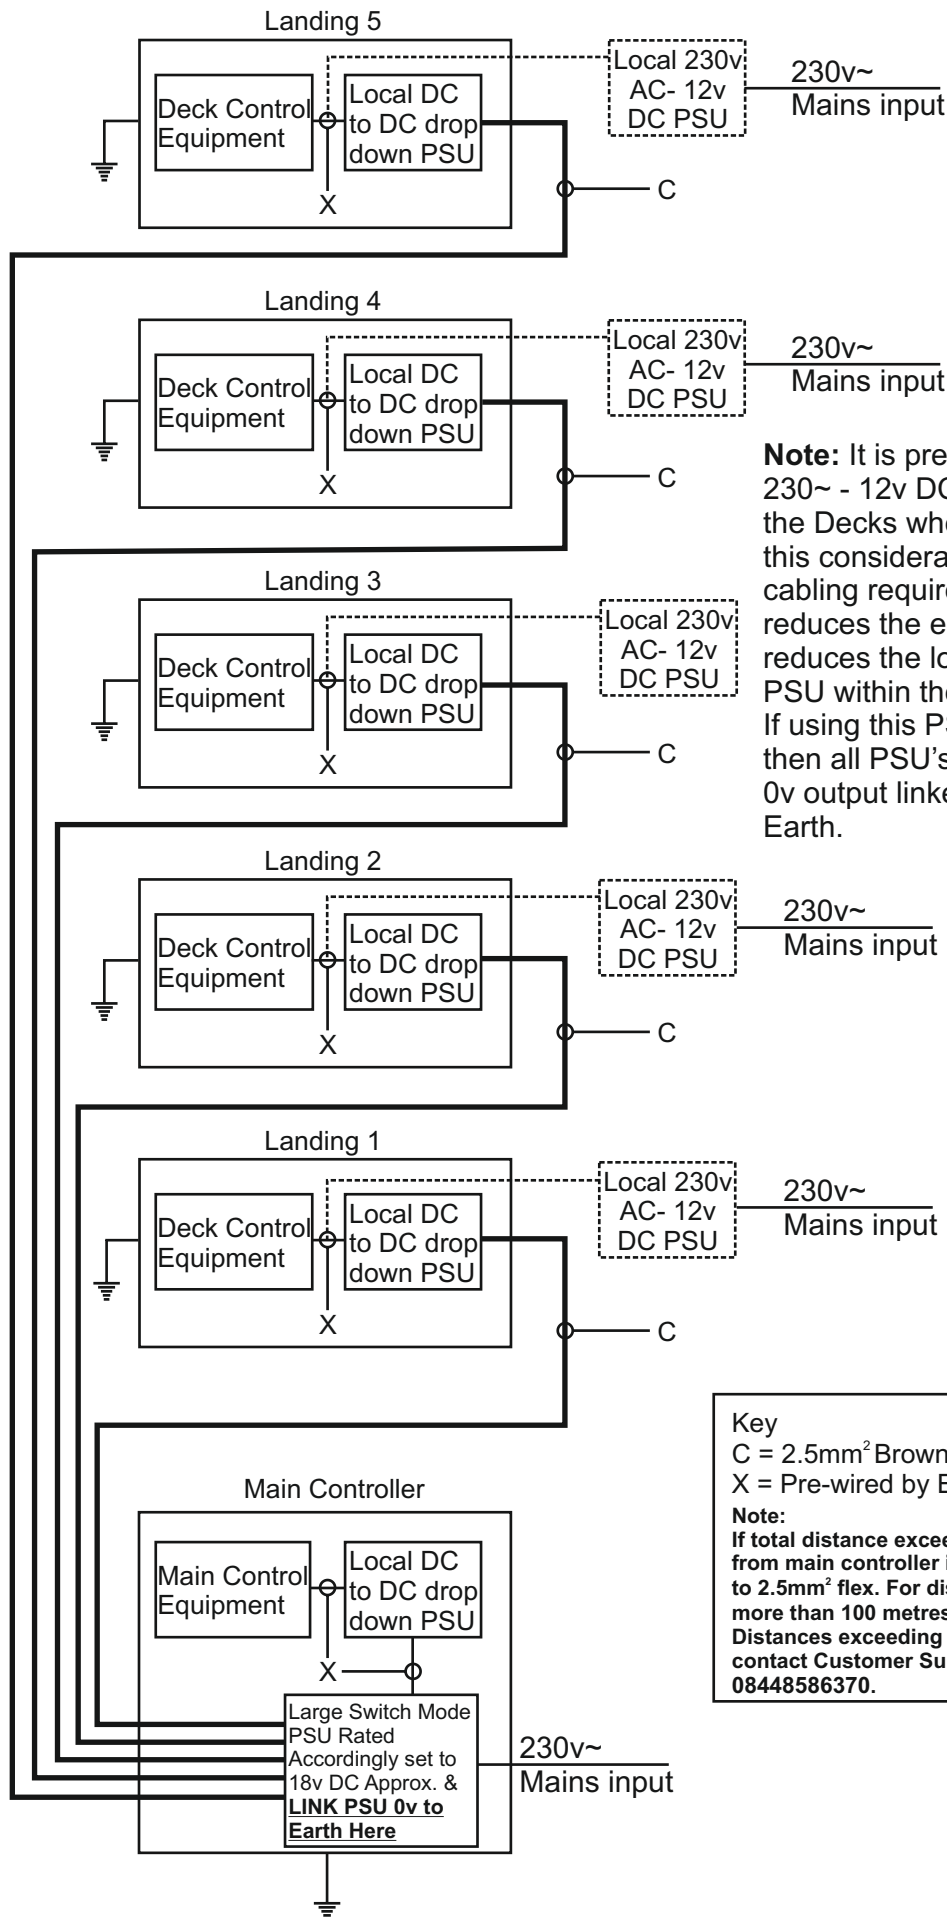 Landing 5
Deck Control
Equipment
Local DC
to DC drop
down PSU
X
Local 230v
AC- 12v
DC PSU
230v~
Mains input
C
Landing 4
Deck Control
Equipment
Local DC
to DC drop
down PSU
X
Local 230v
AC- 12v
DC PSU
230v~
Mains input
C
Note: It is pre
230~ - 12v DC
the Decks whe
this considera
cabling require
reduces the e
reduces the lo
PSU within the
If using this PS
then all PSU's
0v output linke
Earth.
Landing 3
Deck Control
Equipment
Local DC
to DC drop
down PSU
X
Local 230v
AC- 12v
DC PSU
C
Landing 2
Deck Control
Equipment
Local DC
to DC drop
down PSU
X
Local 230v
AC- 12v
DC PSU
230v~
Mains input
C
Landing 1
Deck Control
Equipment
Local DC
to DC drop
down PSU
X
Local 230v
AC- 12v
DC PSU
230v~
Mains input
C
Key
C = 2.5mm² Brown
X = Pre-wired by
Note:
If total distance excee
from main controller
to 2.5mm² flex. For dis
more than 100 metres
Distances exceeding
contact Customer Su
08448586370.
Main Controller
Main Control
Equipment
Local DC
to DC drop
down PSU
X
Large Switch Mode
PSU Rated
Accordingly set to
18v DC Approx. &
LINK PSU 0v to
Earth Here
230v~
Mains input